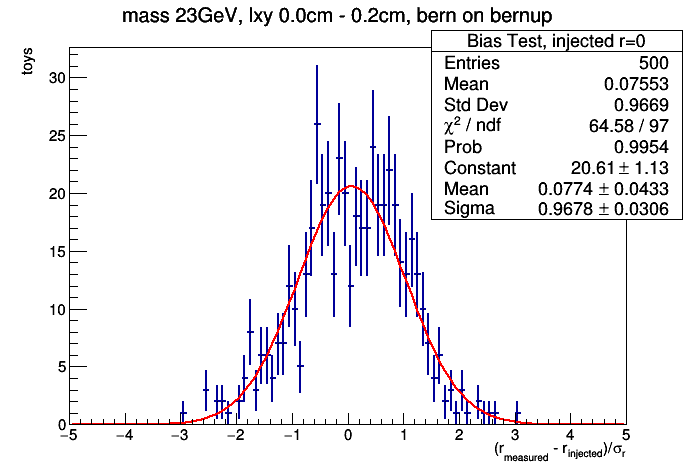 mass 23GeV, lxy 0.0cm - 0.2cm, bern on bernup
Bias Test, injected r=0
Entries 500
Mean 0.07553
Std Dev 0.9669
χ² / ndf 64.58 / 97
Prob 0.9954
Constant 20.61 ± 1.13
Mean 0.0774 ± 0.0433
Sigma 0.9678 ± 0.0306
toys
30
25
20
15
10
5
0
−5 −4 −3 −2 −1 0 1 2 3 4 5
(r_measured - r_injected)/σ_r